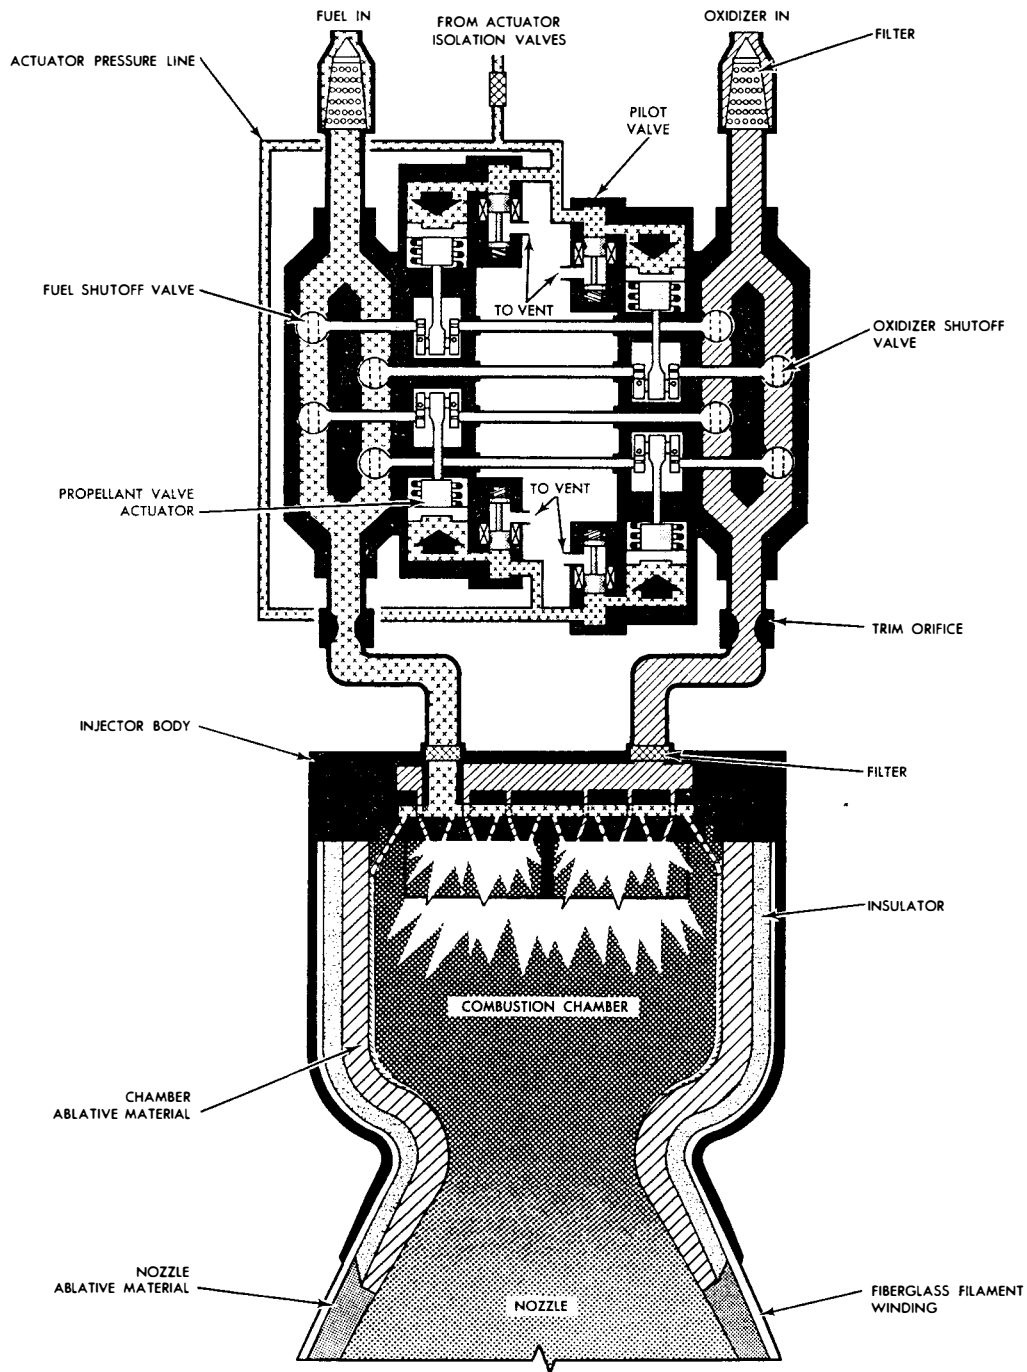 FUEL IN
FROM ACTUATOR
ISOLATION VALVES
OXIDIZER IN
FILTER
ACTUATOR PRESSURE LINE
PILOT
VALVE
FUEL SHUTOFF VALVE
TO VENT
OXIDIZER SHUTOFF
VALVE
PROPELLANT VALVE
ACTUATOR
TO VENT
TRIM ORIFICE
INJECTOR BODY
FILTER
INSULATOR
COMBUSTION CHAMBER
CHAMBER
ABLATIVE MATERIAL
NOZZLE
ABLATIVE MATERIAL
NOZZLE
FIBERGLASS FILAMENT
WINDING